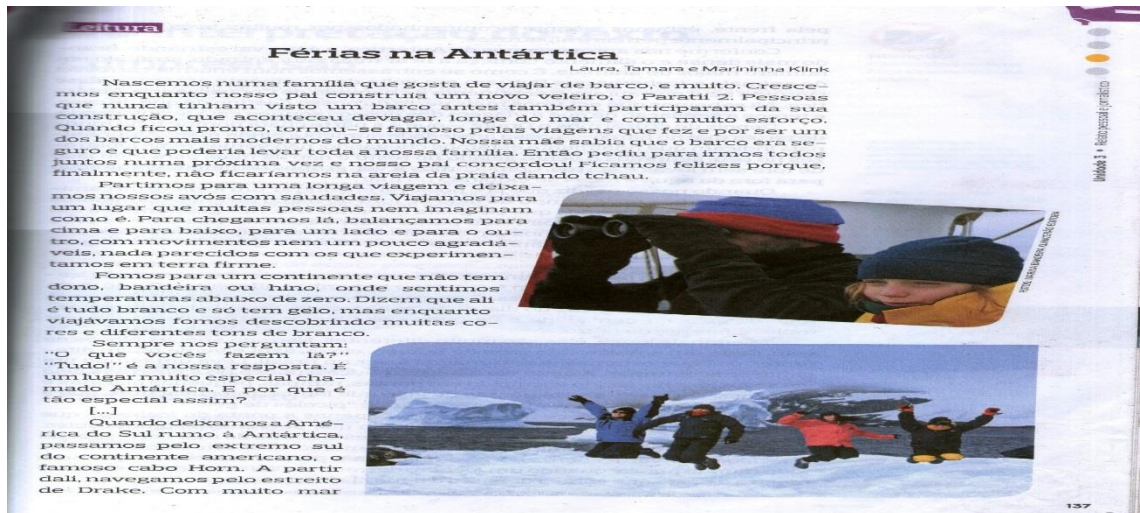 Leitura
Férias na Antártica
Laura, Tamara e Marininha Klink
Nascemos numa família que gosta de viajar de barco, e muito. Cresce-
mos enquanto nosso pai construía um novo veleiro, o Paratii 2. Pessoas
que nunca tinham visto um barco antes também participaram da sua
construção, que aconteceu devagar, longe do mar e com muito esforço.
Quando ficou pronto, tornou-se famoso pelas viagens que fez e por ser um
dos barcos mais modernos do mundo. Nossa mãe sabia que o barco era se-
guro e que poderia levar toda a nossa família. Então pediu para irmos todos
juntos numa próxima vez e nosso pai concordou! Ficamos felizes porque,
finalmente, não ficaríamos na areia da praia dando tchau.
Partimos para uma longa viagem e deixa-
mos nossos avós com saudades. Viajamos para
um lugar que muitas pessoas nem imaginam
como é. Para chegarmos lá, balançamos para
cima e para baixo, para um lado e para o ou-
tro, com movimentos nem um pouco agradá-
veis, nada parecidos com os que experimen-
tamos em terra firme.
Fomos para um continente que não tem
dono, bandeira ou hino, onde sentimos
temperaturas abaixo de zero. Dizem que ali
é tudo branco e só tem gelo, mas enquanto
viajávamos fomos descobrindo muitas co-
res e diferentes tons de branco.
Sempre nos perguntam:
"O que vocês fazem lá?"
"Tudo!" é a nossa resposta. É
um lugar muito especial cha-
mado Antártica. E por que é
tão especial assim?
[...]
Quando deixamos a Amé-
rica do Sul rumo à Antártica,
passamos pelo extremo sul
do continente americano, o
famoso cabo Horn. A partir
dali, navegamos pelo estreito
de Drake. Com muito mar
Unidade 3 • Relato pessoal e jornalístico
137